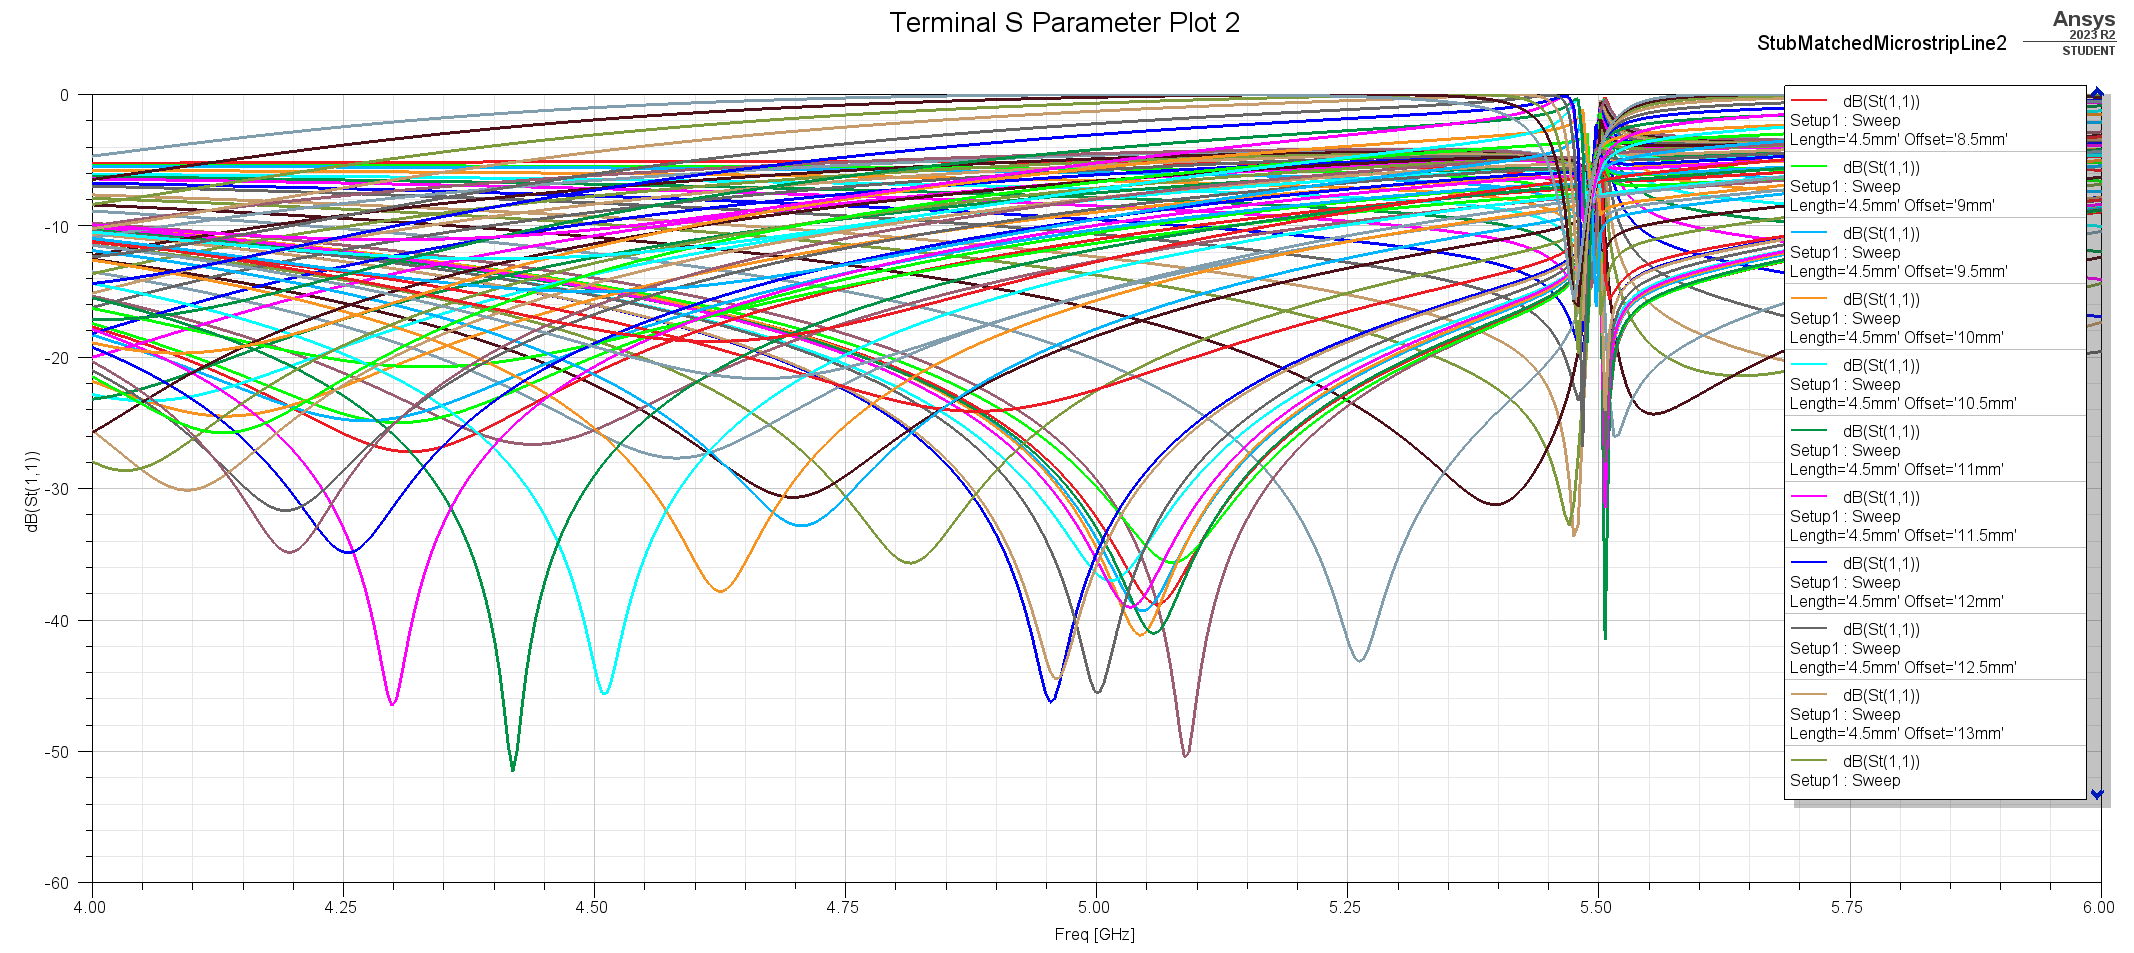 Terminal S Parameter Plot 2
Ansys
2023 R2
STUDENT
StubMatchedMicrostripLine2
0
-10
-20
-30
-40
-50
-60
dB(St(1,1))
4.00
4.25
4.50
4.75
5.00
5.25
5.50
5.75
6.00
Freq [GHz]
dB(St(1,1))
Setup1 : Sweep
Length='4.5mm' Offset='8.5mm'
dB(St(1,1))
Setup1 : Sweep
Length='4.5mm' Offset='9mm'
dB(St(1,1))
Setup1 : Sweep
Length='4.5mm' Offset='9.5mm'
dB(St(1,1))
Setup1 : Sweep
Length='4.5mm' Offset='10mm'
dB(St(1,1))
Setup1 : Sweep
Length='4.5mm' Offset='10.5mm'
dB(St(1,1))
Setup1 : Sweep
Length='4.5mm' Offset='11mm'
dB(St(1,1))
Setup1 : Sweep
Length='4.5mm' Offset='11.5mm'
dB(St(1,1))
Setup1 : Sweep
Length='4.5mm' Offset='12mm'
dB(St(1,1))
Setup1 : Sweep
Length='4.5mm' Offset='12.5mm'
dB(St(1,1))
Setup1 : Sweep
Length='4.5mm' Offset='13mm'
dB(St(1,1))
Setup1 : Sweep